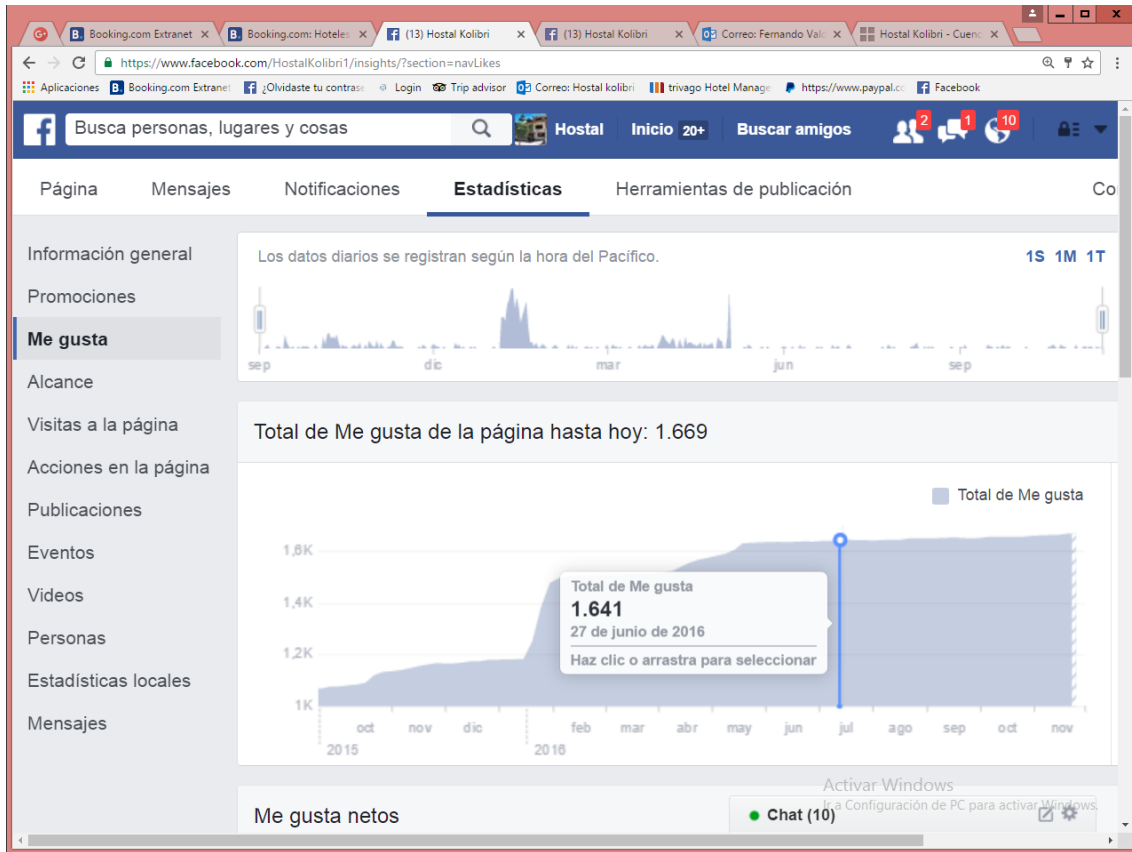 Booking.com Extranet
Booking.com: Hoteles
(13) Hostal Kolibri
(13) Hostal Kolibri
Correo: Fernando Valc
Hostal Kolibri - Cuenc
https://www.facebook.com/HostalKolibri1/insights/?section=navLikes
Aplicaciones
Booking.com Extranet
¿Olvidaste tu contrase
Login
Trip advisor
Correo: Hostal kolibri
trivago Hotel Manage
https://www.paypal.cc
Facebook
Busca personas, lugares y cosas
Hostal
Inicio 20+
Buscar amigos
2
1
10
Página
Mensajes
Notificaciones
Estadísticas
Herramientas de publicación
Co
Información general
Promociones
Me gusta
Alcance
Visitas a la página
Acciones en la página
Publicaciones
Eventos
Videos
Personas
Estadísticas locales
Mensajes
Los datos diarios se registran según la hora del Pacífico.
1S 1M 1T
sep dic mar jun sep
Total de Me gusta de la página hasta hoy: 1.669
Total de Me gusta
1,6K
1,4K
1,2K
1K
Total de Me gusta
1.641
27 de junio de 2016
Haz clic o arrastra para seleccionar
oct nov dic feb mar abr may jun jul ago sep oct nov
2015 2016
Activar Windows
Ir a Configuración de PC para activar Windows.
Me gusta netos
Chat (10)